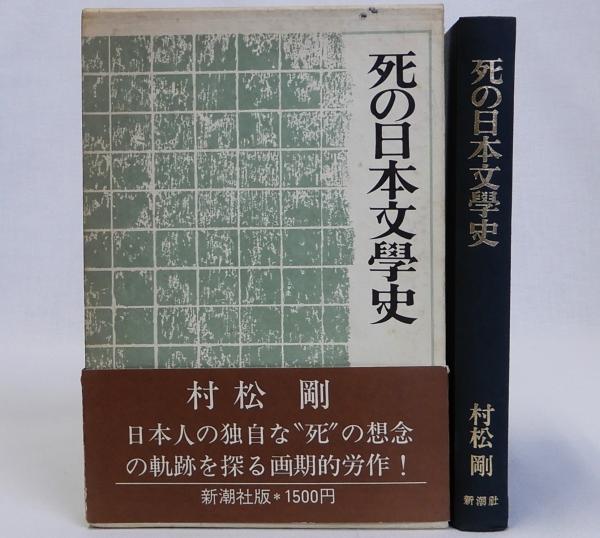 死の日本文學史
村松 剛
日本人の独自な〝死〟の想念
の軌跡を探る画期的労作！
新潮社版*1500円
死の日本文學史
村松 剛
新潮社